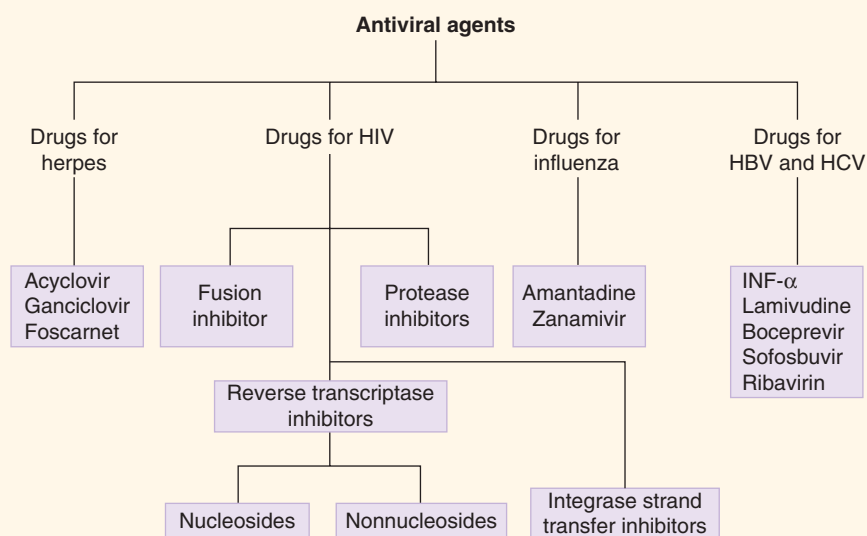 Antiviral agents
Drugs for
herpes
Drugs for HIV
Drugs for
influenza
Drugs for
HBV and HCV
Acyclovir
Ganciclovir
Foscarnet
Fusion
inhibitor
Protease
inhibitors
Amantadine
Zanamivir
INF-α
Lamivudine
Boceprevir
Sofosbuvir
Ribavirin
Reverse transcriptase
inhibitors
Nucleosides
Nonnucleosides
Integrase strand
transfer inhibitors